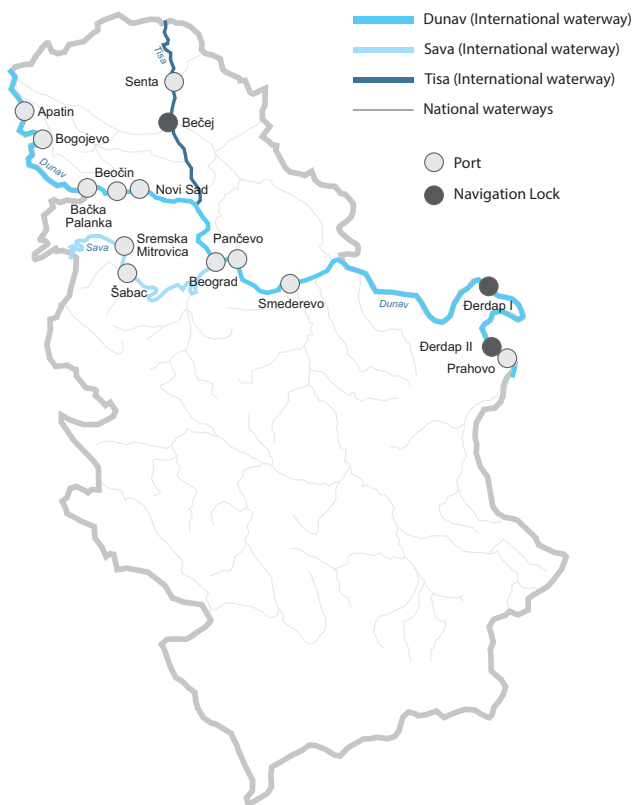 Dunav (International waterway)
Sava (International waterway)
Tisa (International waterway)
National waterways
Port
Navigation Lock
Tisa
Senta
Bečej
Apatin
Bogojevo
Dunav
Beočin
Novi Sad
Bačka
Palanka
Sava
Sremska
Mitrovica
Pančevo
Šabac
Beograd
Smederevo
Dunav
Đerdap I
Đerdap II
Prahovo